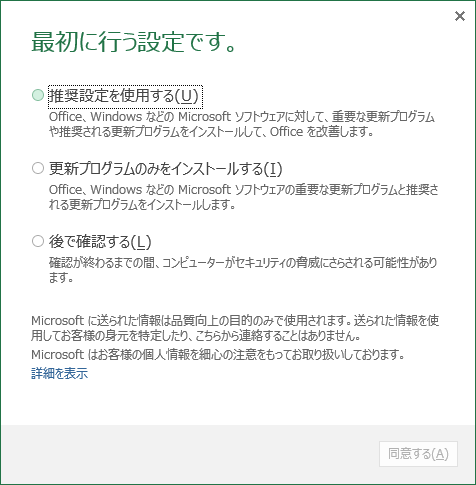 最初に行う設定です。
推奨設定を使用する(U)
Office、Windows などの Microsoft ソフトウェアに対して、重要な更新プログラム
や推奨される更新プログラムをインストールして、Office を改善します。
更新プログラムのみをインストールする(I)
Office、Windows などの Microsoft ソフトウェアの重要な更新プログラムと推奨さ
れる更新プログラムをインストールします。
後で確認する(L)
確認が終わるまでの間、コンピューターがセキュリティの脅威にさらされる可能性があり
ます。
Microsoft に送られた情報は品質向上の目的のみで使用されます。送られた情報を使
用してお客様の身元を特定したり、こちらから連絡することはありません。
Microsoft はお客様の個人情報を細心の注意をもってお取り扱いしております。
詳細を表示
同意する(A)